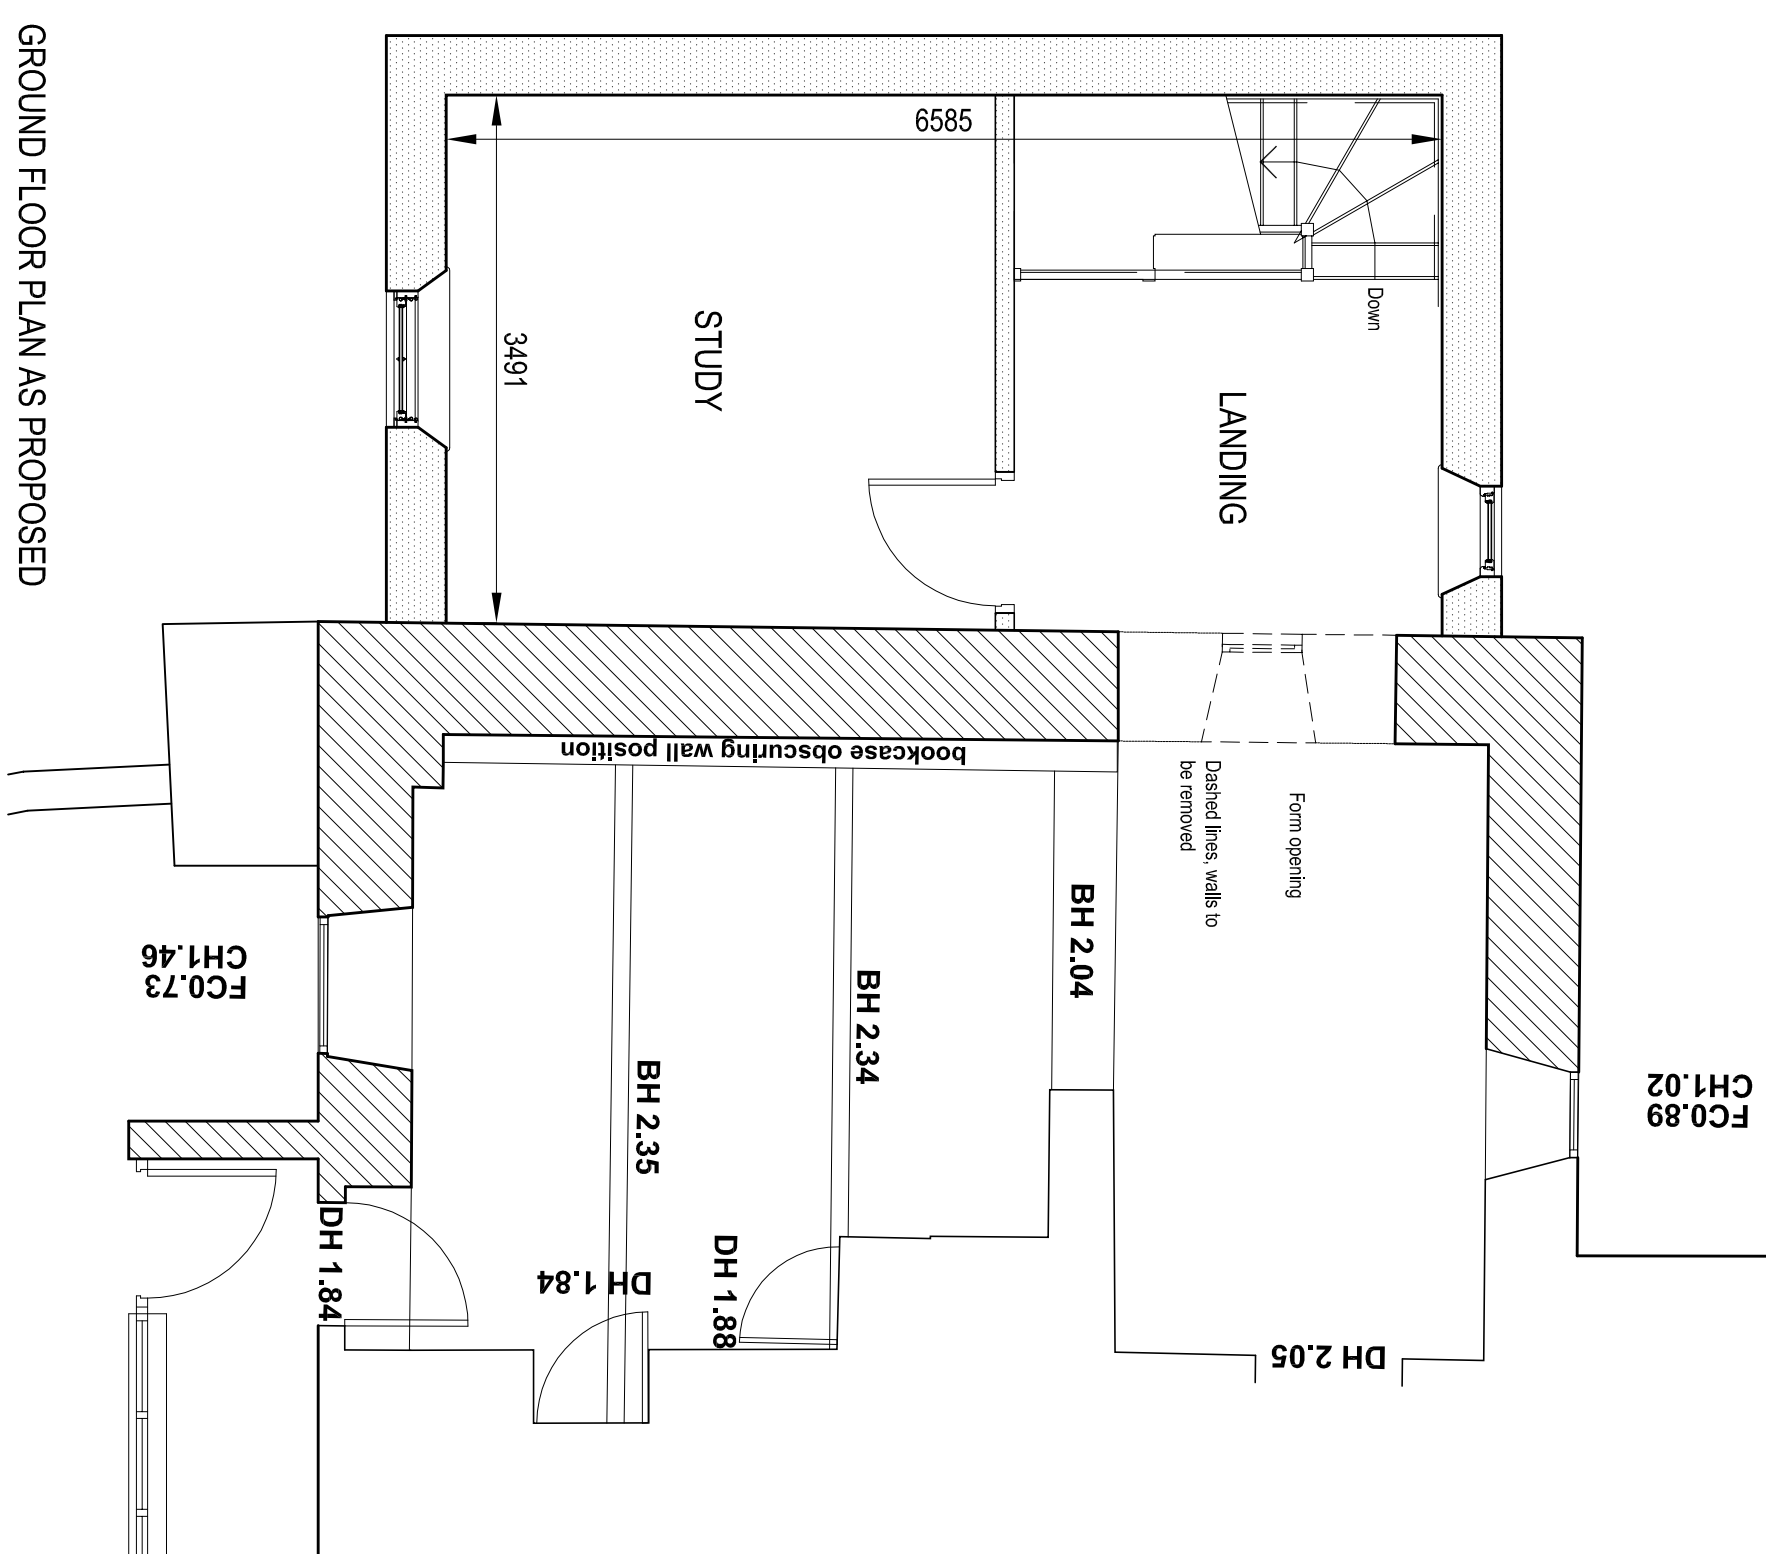 GROUND FLOOR PLAN AS PROPOSED
6585
3491
STUDY
LANDING
Down
bookcase obscuring wall position
Dashed lines, walls to
be removed
Form opening
BH 2.04
BH 2.34
BH 2.35
FC0.73
CH1.46
FC0.89
CH1.02
DH 1.84
DH 1.84
DH 1.88
DH 2.05